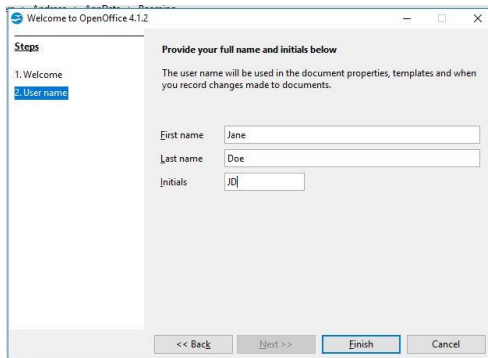 Welcome to OpenOffice 4.1.2
Steps
1. Welcome
2. User name
Provide your full name and initials below
The user name will be used in the document properties, templates and when
you record changes made to documents.
First name Jane
Last name Doe
Initials JD
<< Back
Next >>
Finish
Cancel